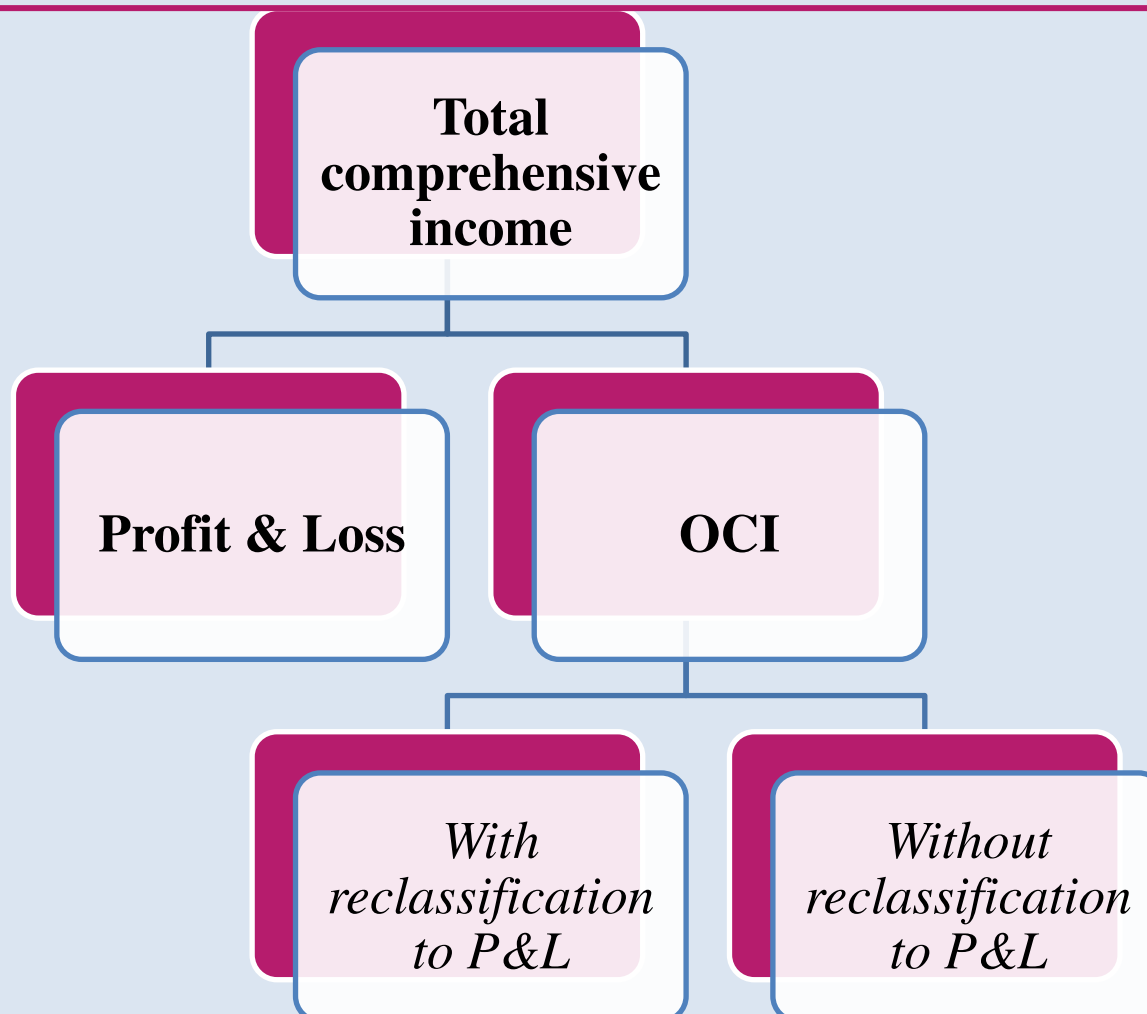 Total
comprehensive
income
Profit & Loss
OCI
With
reclassification
to P&L
Without
reclassification
to P&L